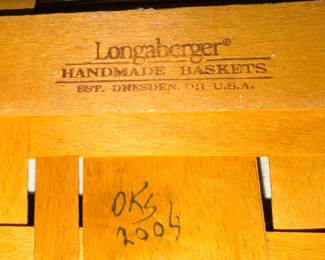 Longaberger®
HANDMADE BASKETS
EST. DRESDEN, OH U.S.A.
OKS
2004